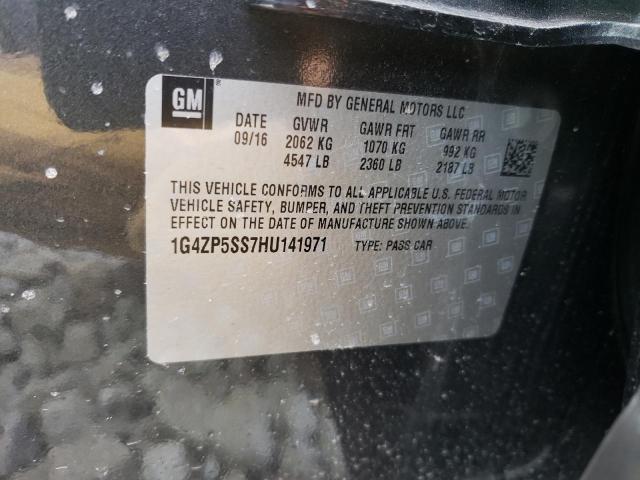 GM
MFD BY GENERAL MOTORS LLC
DATE GVWR GAWR FRT GAWR RR
09/16 2062 KG 1070 KG 992 KG
4547 LB 2360 LB 2187 LB
THIS VEHICLE CONFORMS TO ALL APPLICABLE U.S. FEDERAL MOTOR
VEHICLE SAFETY, BUMPER, AND THEFT PREVENTION STANDARDS IN
EFFECT ON THE DATE OF MANUFACTURE SHOWN ABOVE.
1G4ZP5SS7HU141971 TYPE: PASS CAR